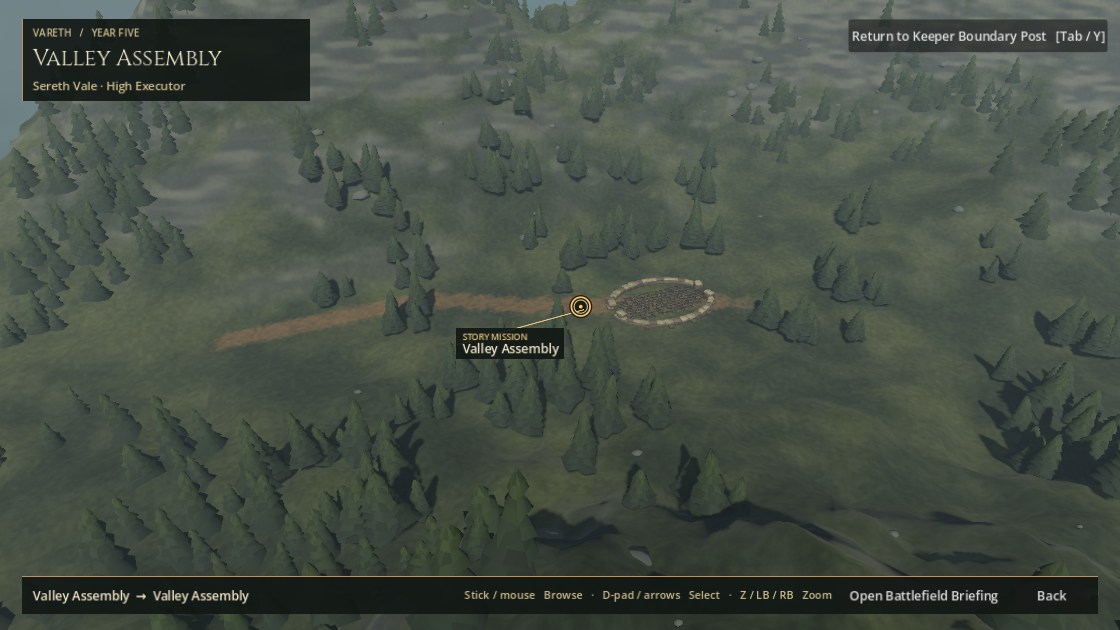 VARETH / YEAR FIVE
Valley Assembly
Sereth Vale · High Executor
Return to Keeper Boundary Post [Tab / Y]
STORY MISSION
Valley Assembly
Valley Assembly → Valley Assembly
Stick / mouse Browse · D-pad / arrows Select · Z / LB / RB Zoom
Open Battlefield Briefing
Back